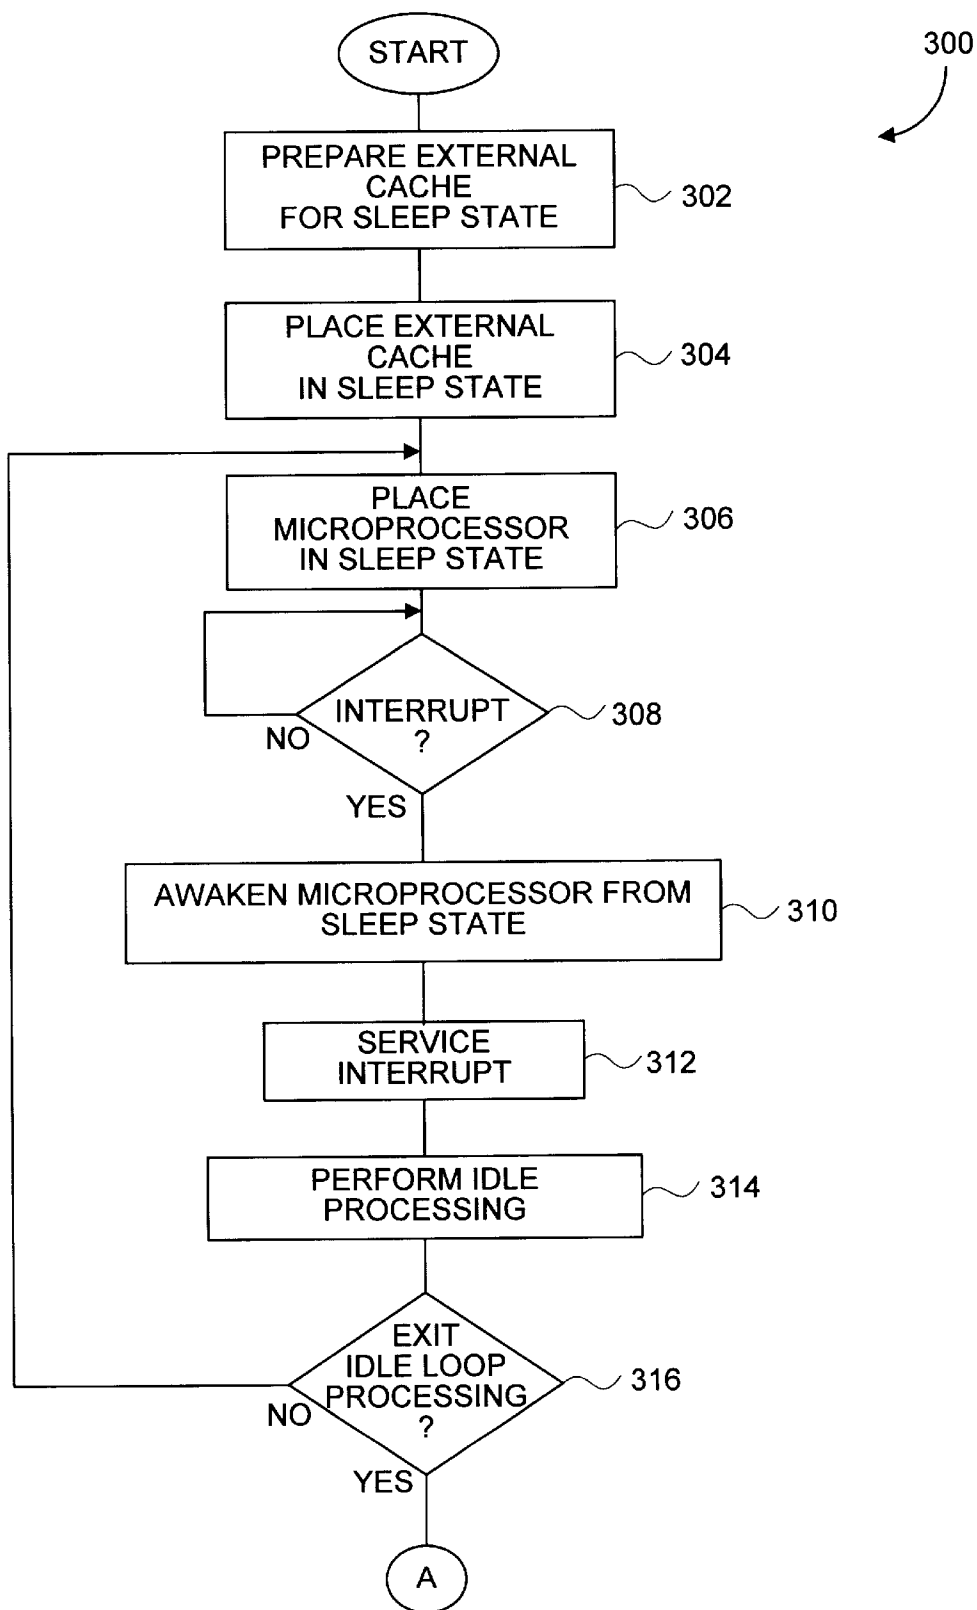 START
300
PREPARE EXTERNAL
CACHE
FOR SLEEP STATE
302
PLACE EXTERNAL
CACHE
IN SLEEP STATE
304
PLACE
MICROPROCESSOR
IN SLEEP STATE
306
INTERRUPT
?
308
NO
YES
AWAKEN MICROPROCESSOR FROM
SLEEP STATE
310
SERVICE
INTERRUPT
312
PERFORM IDLE
PROCESSING
314
EXIT
IDLE LOOP
PROCESSING
?
316
NO
YES
A